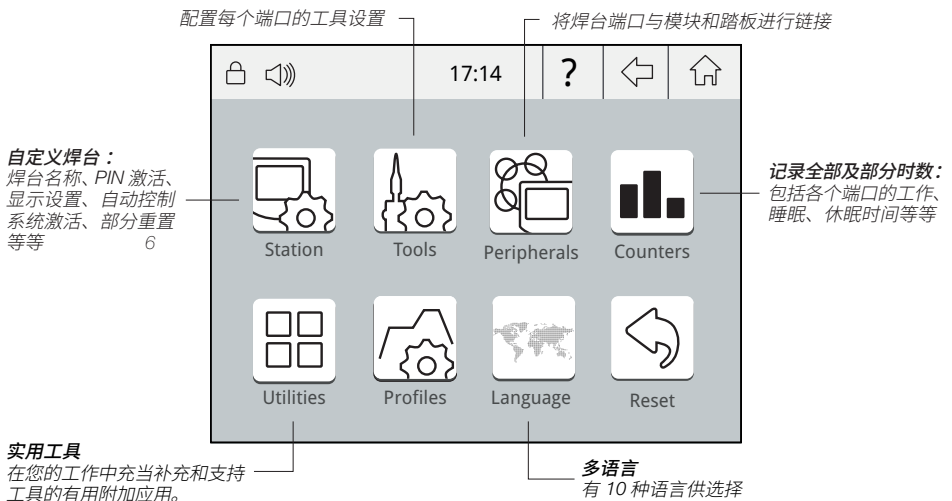 配置每个端口的工具设置
将焊台端口与模块和踏板进行链接
17:14
?
自定义焊台：
焊台名称、PIN 激活、
显示设置、自动控制
系统激活、部分重置
等等 6
记录全部及部分时数：
包括各个端口的工作、
睡眠、休眠时间等等
Station
Tools
Peripherals
Counters
Utilities
Profiles
Language
Reset
实用工具
在您的工作中充当补充和支持
工具的有用附加应用。
多语言
有 10 种语言供选择